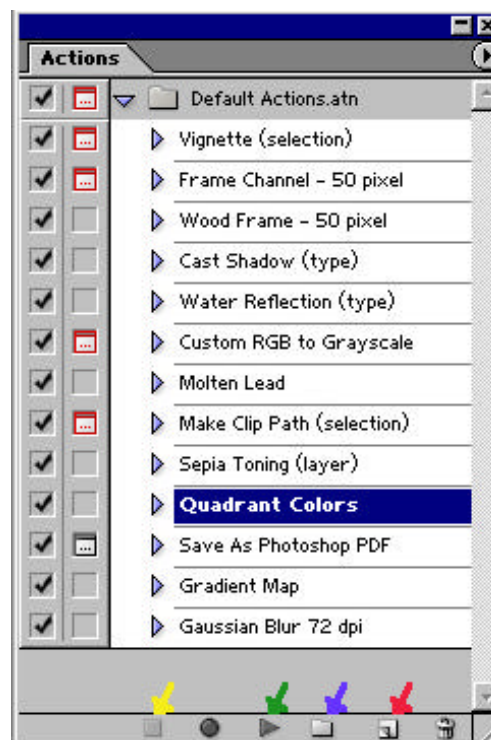 Actions
Default Actions.atn
Vignette (selection)
Frame Channel - 50 pixel
Wood Frame - 50 pixel
Cast Shadow (type)
Water Reflection (type)
Custom RGB to Grayscale
Molten Lead
Make Clip Path (selection)
Sepia Toning (layer)
Quadrant Colors
Save As Photoshop PDF
Gradient Map
Gaussian Blur 72 dpi